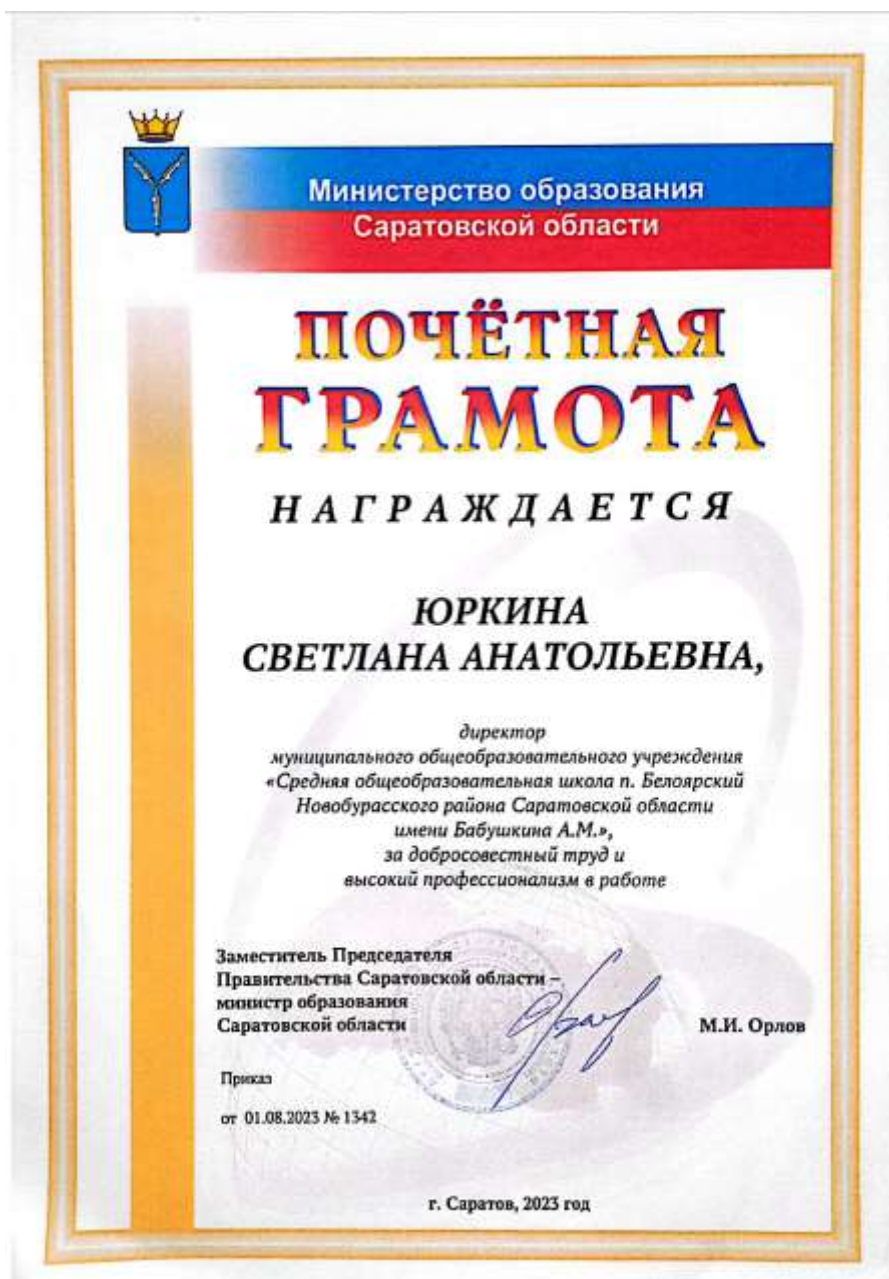 Министерство образования
Саратовской области
ПОЧЁТНАЯ
ГРАМОТА
НАГРАЖДАЕТСЯ
ЮРКИНА
СВЕТЛАНА АНАТОЛЬЕВНА,
директор
муниципального общеобразовательного учреждения
«Средняя общеобразовательная школа п. Белоярский
Новобурасского района Саратовской области
имени Бабушкина А.М.»,
за добросовестный труд и
высокий профессионализм в работе
Заместитель Председателя
Правительства Саратовской области –
министр образования
Саратовской области
М.И. Орлов
Приказ
от 01.08.2023 № 1342
г. Саратов, 2023 год